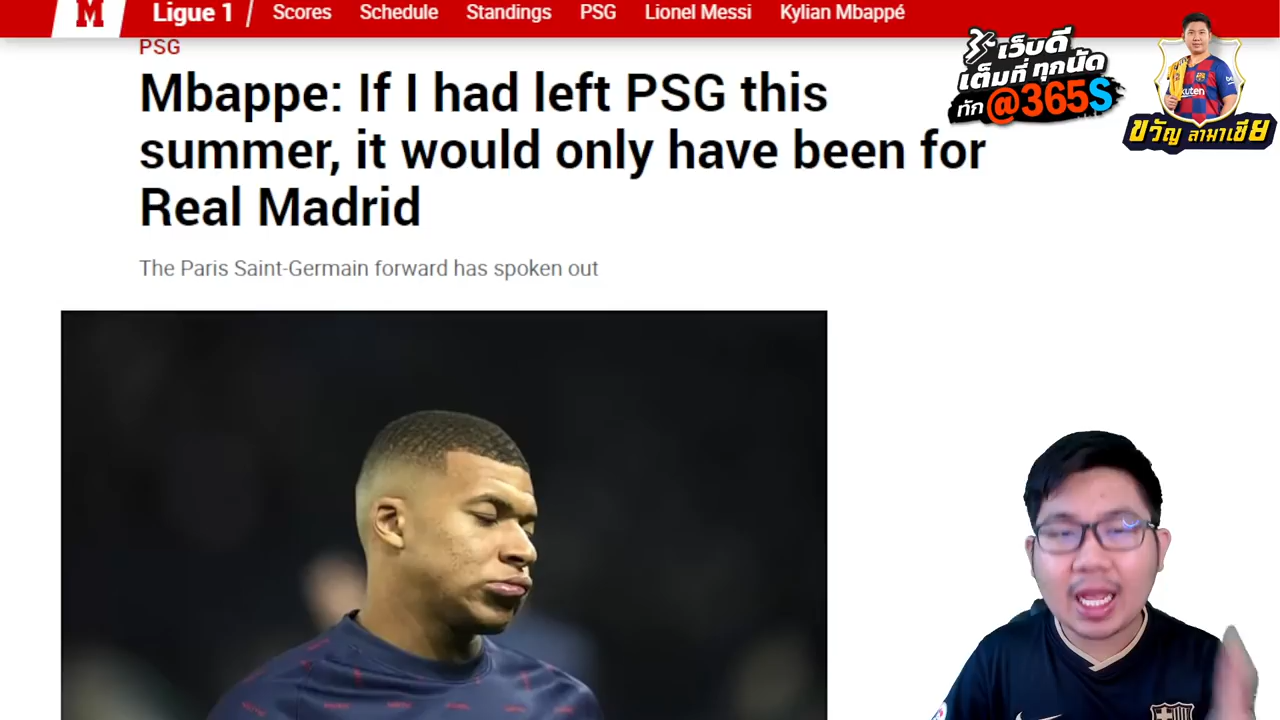 M
Ligue 1 Scores Schedule Standings PSG Lionel Messi Kylian Mbappé
PSG
Mbappe: If I had left PSG this
summer, it would only have been for
Real Madrid
The Paris Saint-Germain forward has spoken out
เว็บดี
เต็มที่ ทุกนัด
ทัก @365S
ขวัญ ลามาเซีย